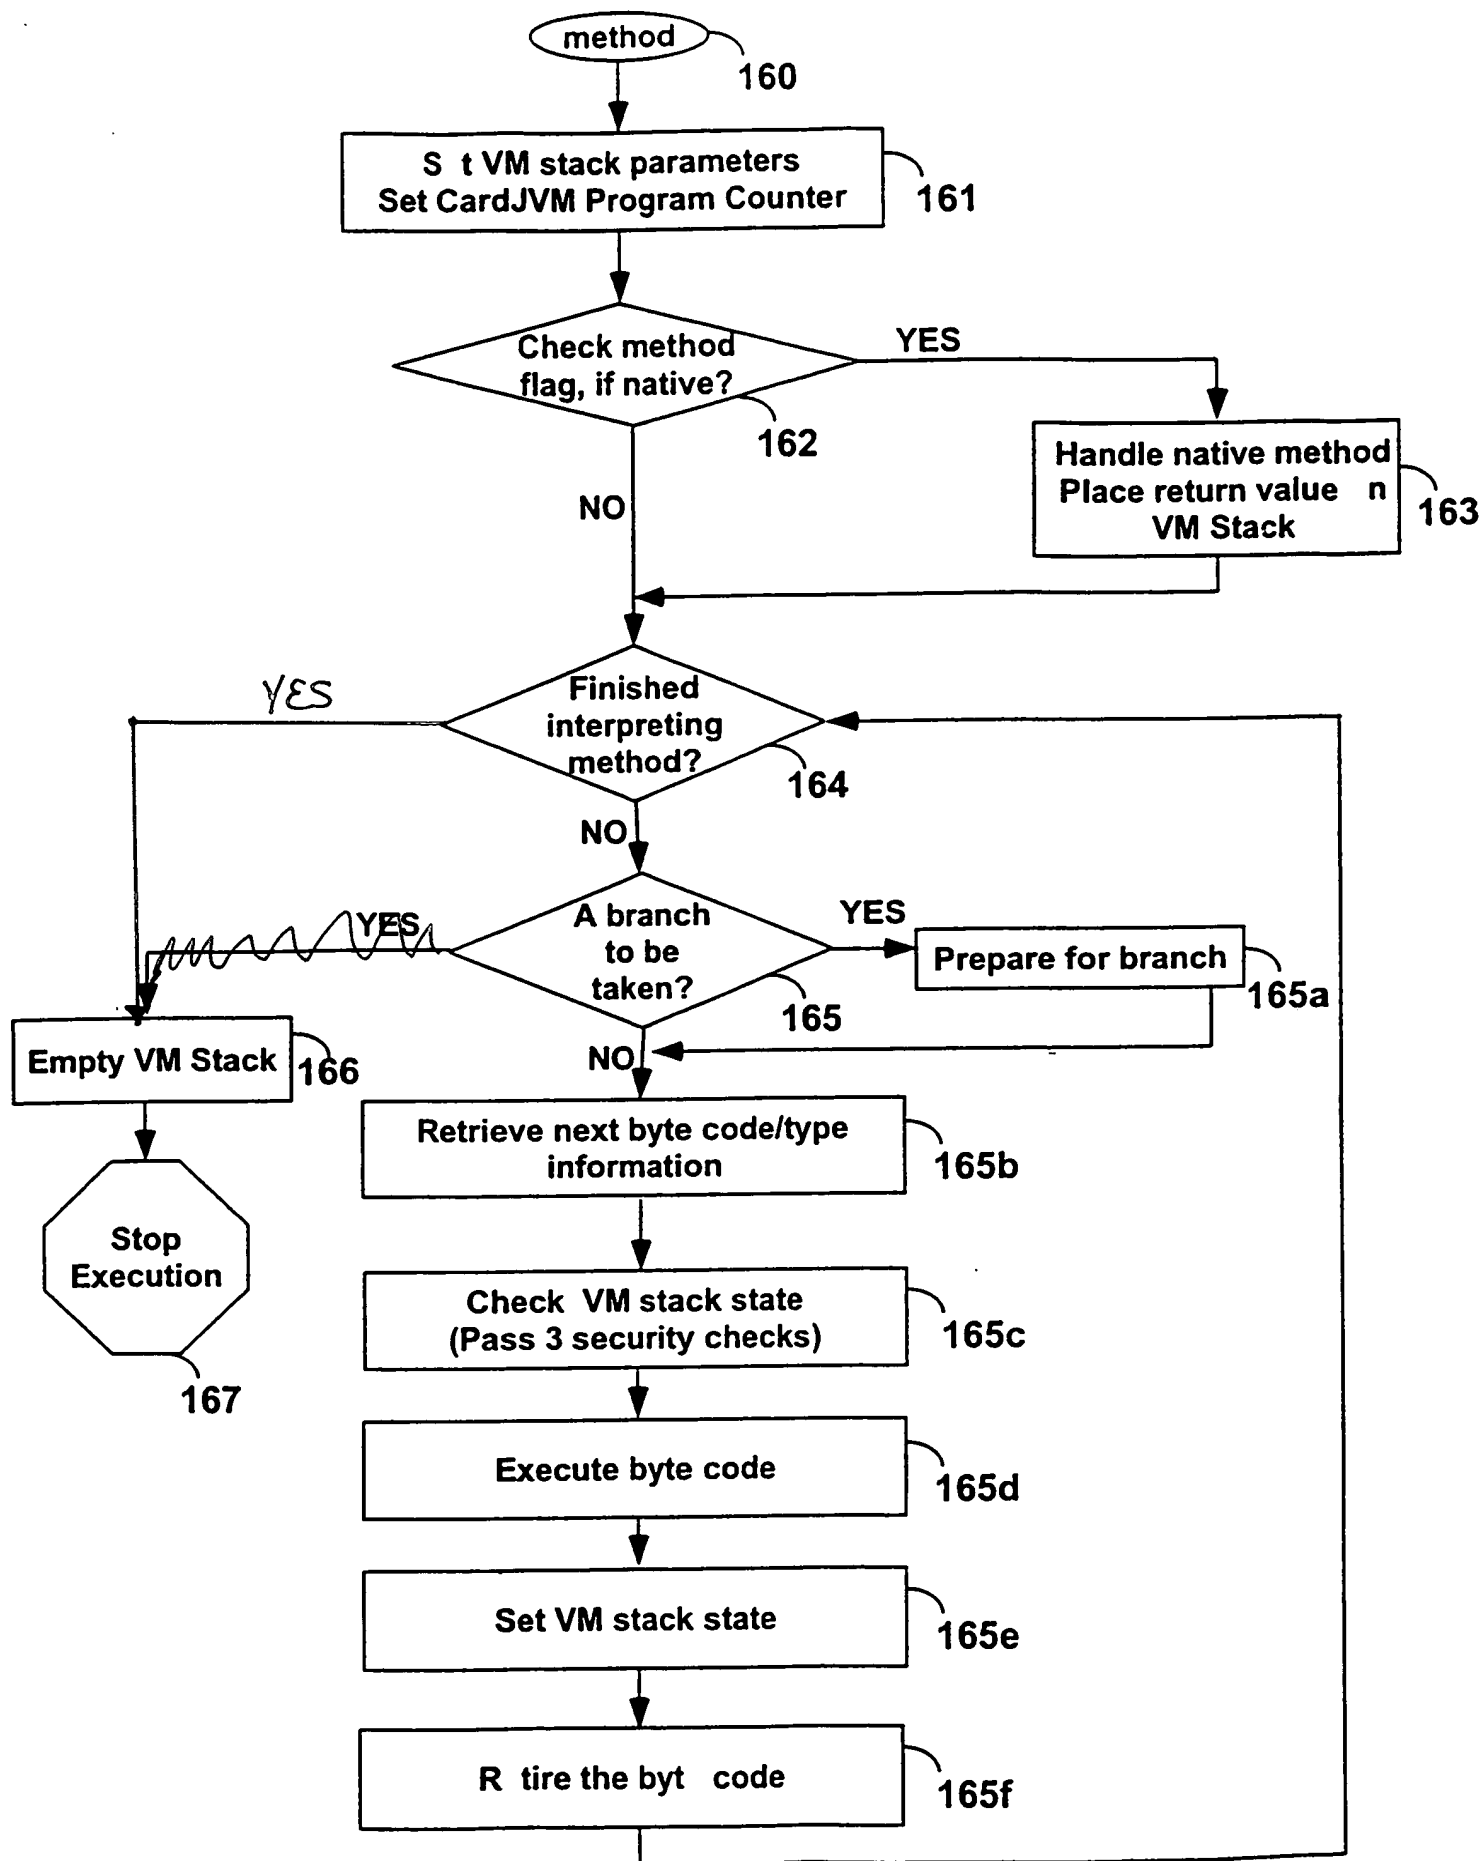 method
160
S t VM stack parameters
Set CardJVM Program Counter
161
Check method
flag, if native?
162
YES
Handle native method
Place return value n
VM Stack
163
NO
YES
Finished
interpreting
method?
164
NO
YES
A branch
to be
taken?
165
YES
Prepare for branch
165a
NO
Empty VM Stack
166
Retrieve next byte code/type
information
165b
Stop
Execution
167
Check VM stack state
(Pass 3 security checks)
165c
Execute byte code
165d
Set VM stack state
165e
R tire the byt code
165f